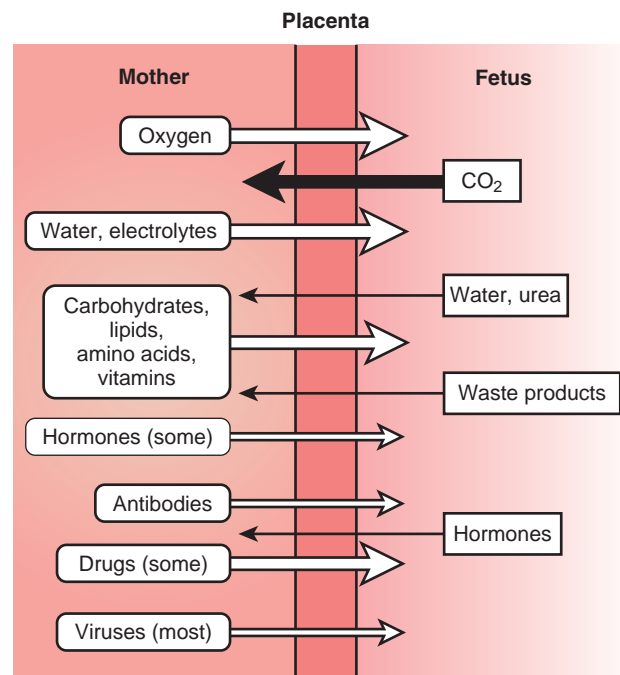 Placenta
Mother
Fetus
Oxygen
CO₂
Water, electrolytes
Water, urea
Carbohydrates,
lipids,
amino acids,
vitamins
Waste products
Hormones (some)
Antibodies
Hormones
Drugs (some)
Viruses (most)